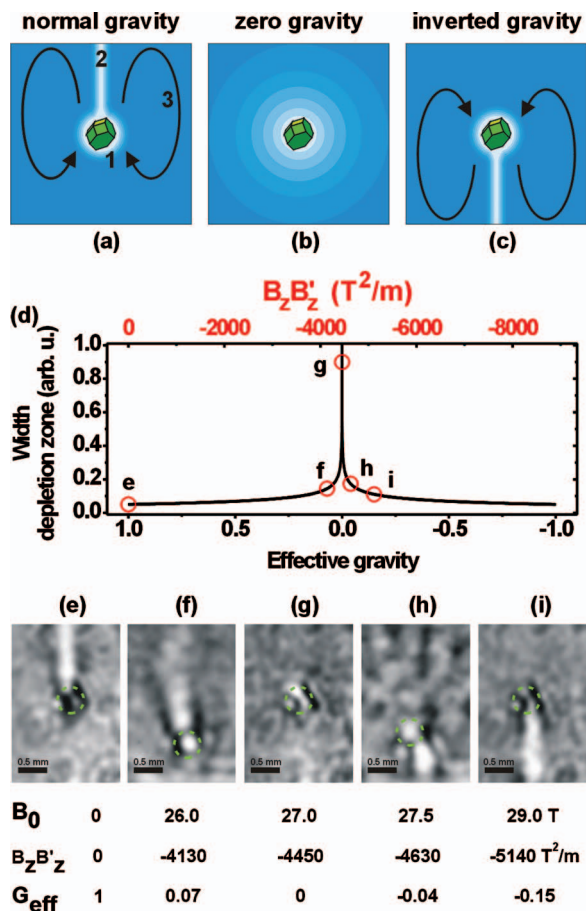 normal gravity zero gravity inverted gravity
2
3
1
(a) (b) (c)
BzB'z (T²/m)
(d) 0 -2000 -4000 -6000 -8000
1.0
0.8
0.6
0.4
0.2
0.0
Width
depletion zone (arb. u.)
e f g h i
1.0 0.5 0.0 -0.5 -1.0
Effective gravity
(e) (f) (g) (h) (i)
0.5 mm 0.5 mm 0.5 mm 0.5 mm 0.5 mm
B0 0 26.0 27.0 27.5 29.0 T
BzB'z 0 -4130 -4450 -4630 -5140 T²/m
Geff 1 0.07 0 -0.04 -0.15